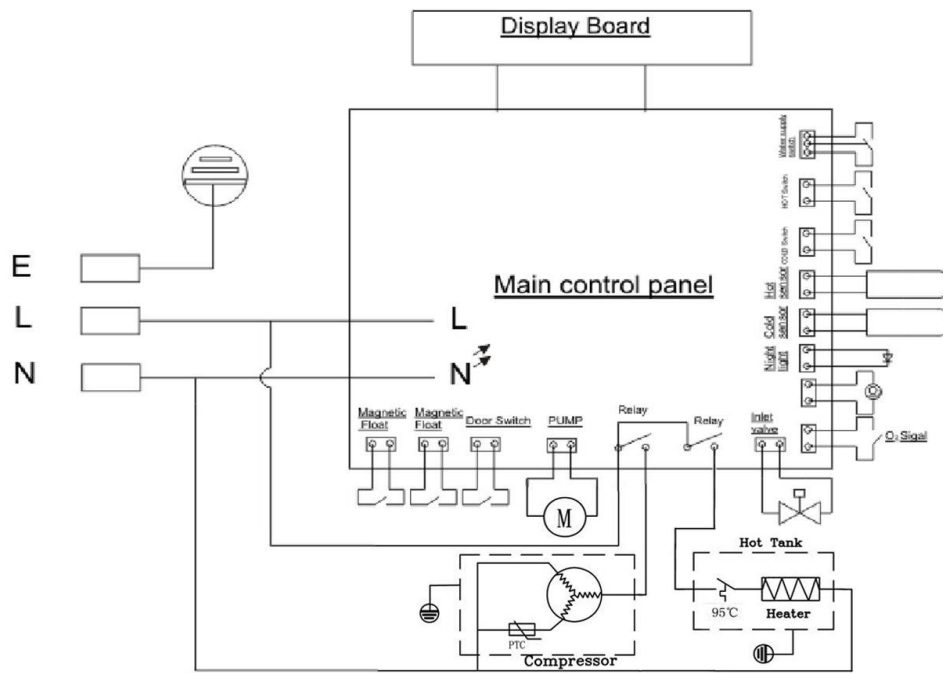 Display Board
Water supply
switch
HOT Switch
COLD Switch
E
L
N
Main control panel
Hot
sensor
L
Cold
sensor
N
Night
light
Magnetic
Float
Magnetic
Float
Door Switch
PUMP
Relay
Relay
Inlet
valve
O₃ Sigal
M
Hot Tank
95℃
Heater
PTC
Compressor